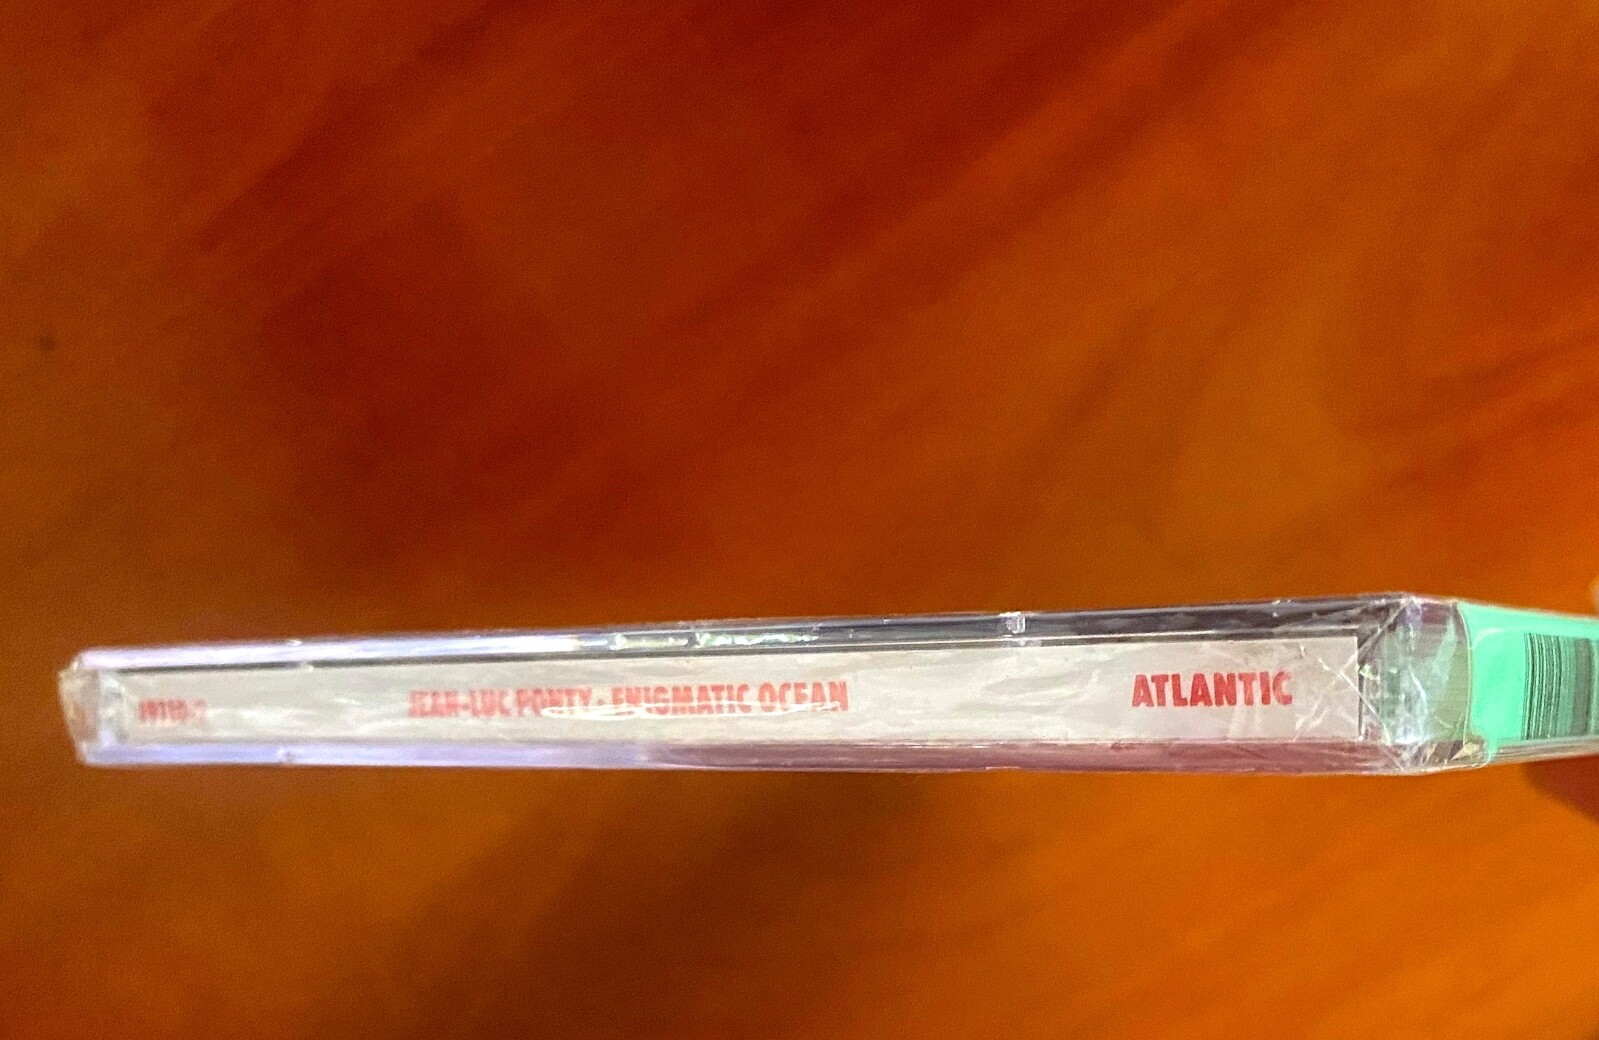 JEAN-LUC PONTY · ENIGMATIC OCEAN ATLANTIC